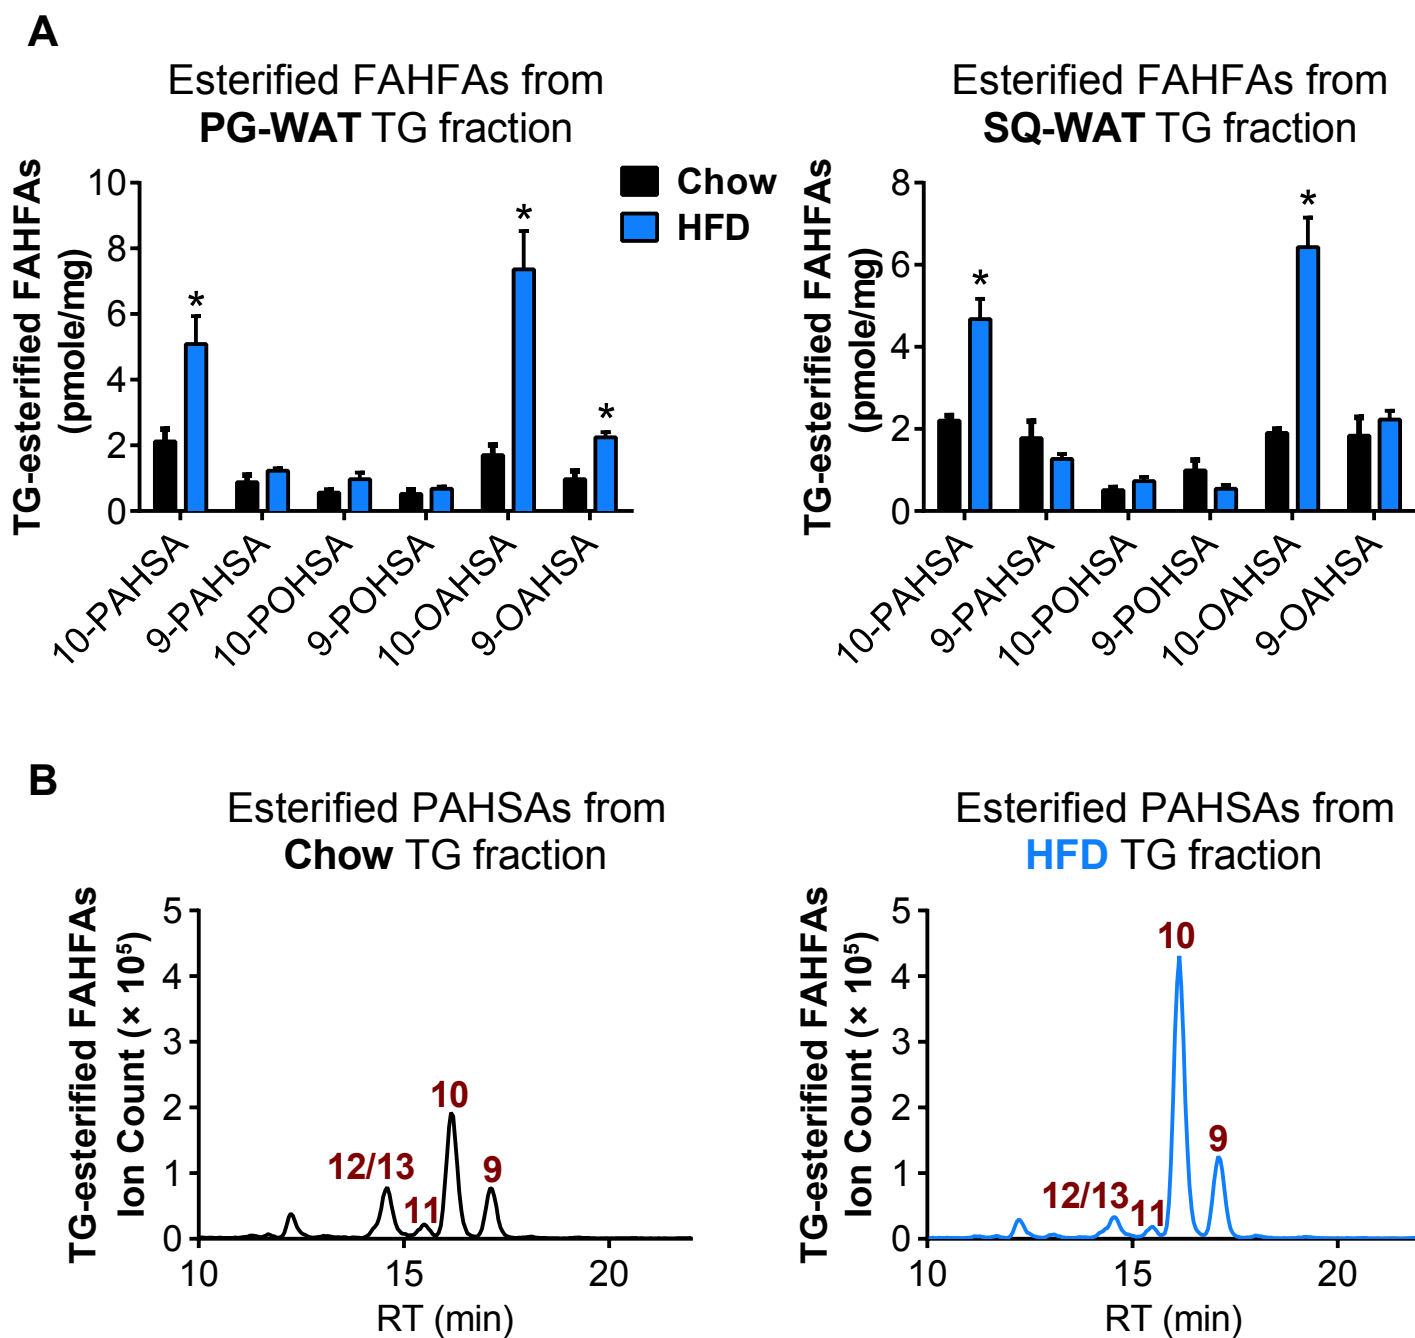 A
Esterified FAHFAs from
PG-WAT TG fraction
TG-esterified FAHFAs
(pmole/mg)
10
8
6
4
2
0
*
*
*
10-PAHSA
9-PAHSA
10-POHSA
9-POHSA
10-OAHSA
9-OAHSA
Chow
HFD
Esterified FAHFAs from
SQ-WAT TG fraction
TG-esterified FAHFAs
(pmole/mg)
8
6
4
2
0
*
*
10-PAHSA
9-PAHSA
10-POHSA
9-POHSA
10-OAHSA
9-OAHSA
B
Esterified PAHSAs from
Chow TG fraction
TG-esterified FAHFAs
Ion Count (× 10⁵)
5
4
3
2
1
0
12/13
11
10
9
10
15
20
RT (min)
Esterified PAHSAs from
HFD TG fraction
TG-esterified FAHFAs
Ion Count (× 10⁵)
5
4
3
2
1
0
12/13
11
10
9
10
15
20
RT (min)